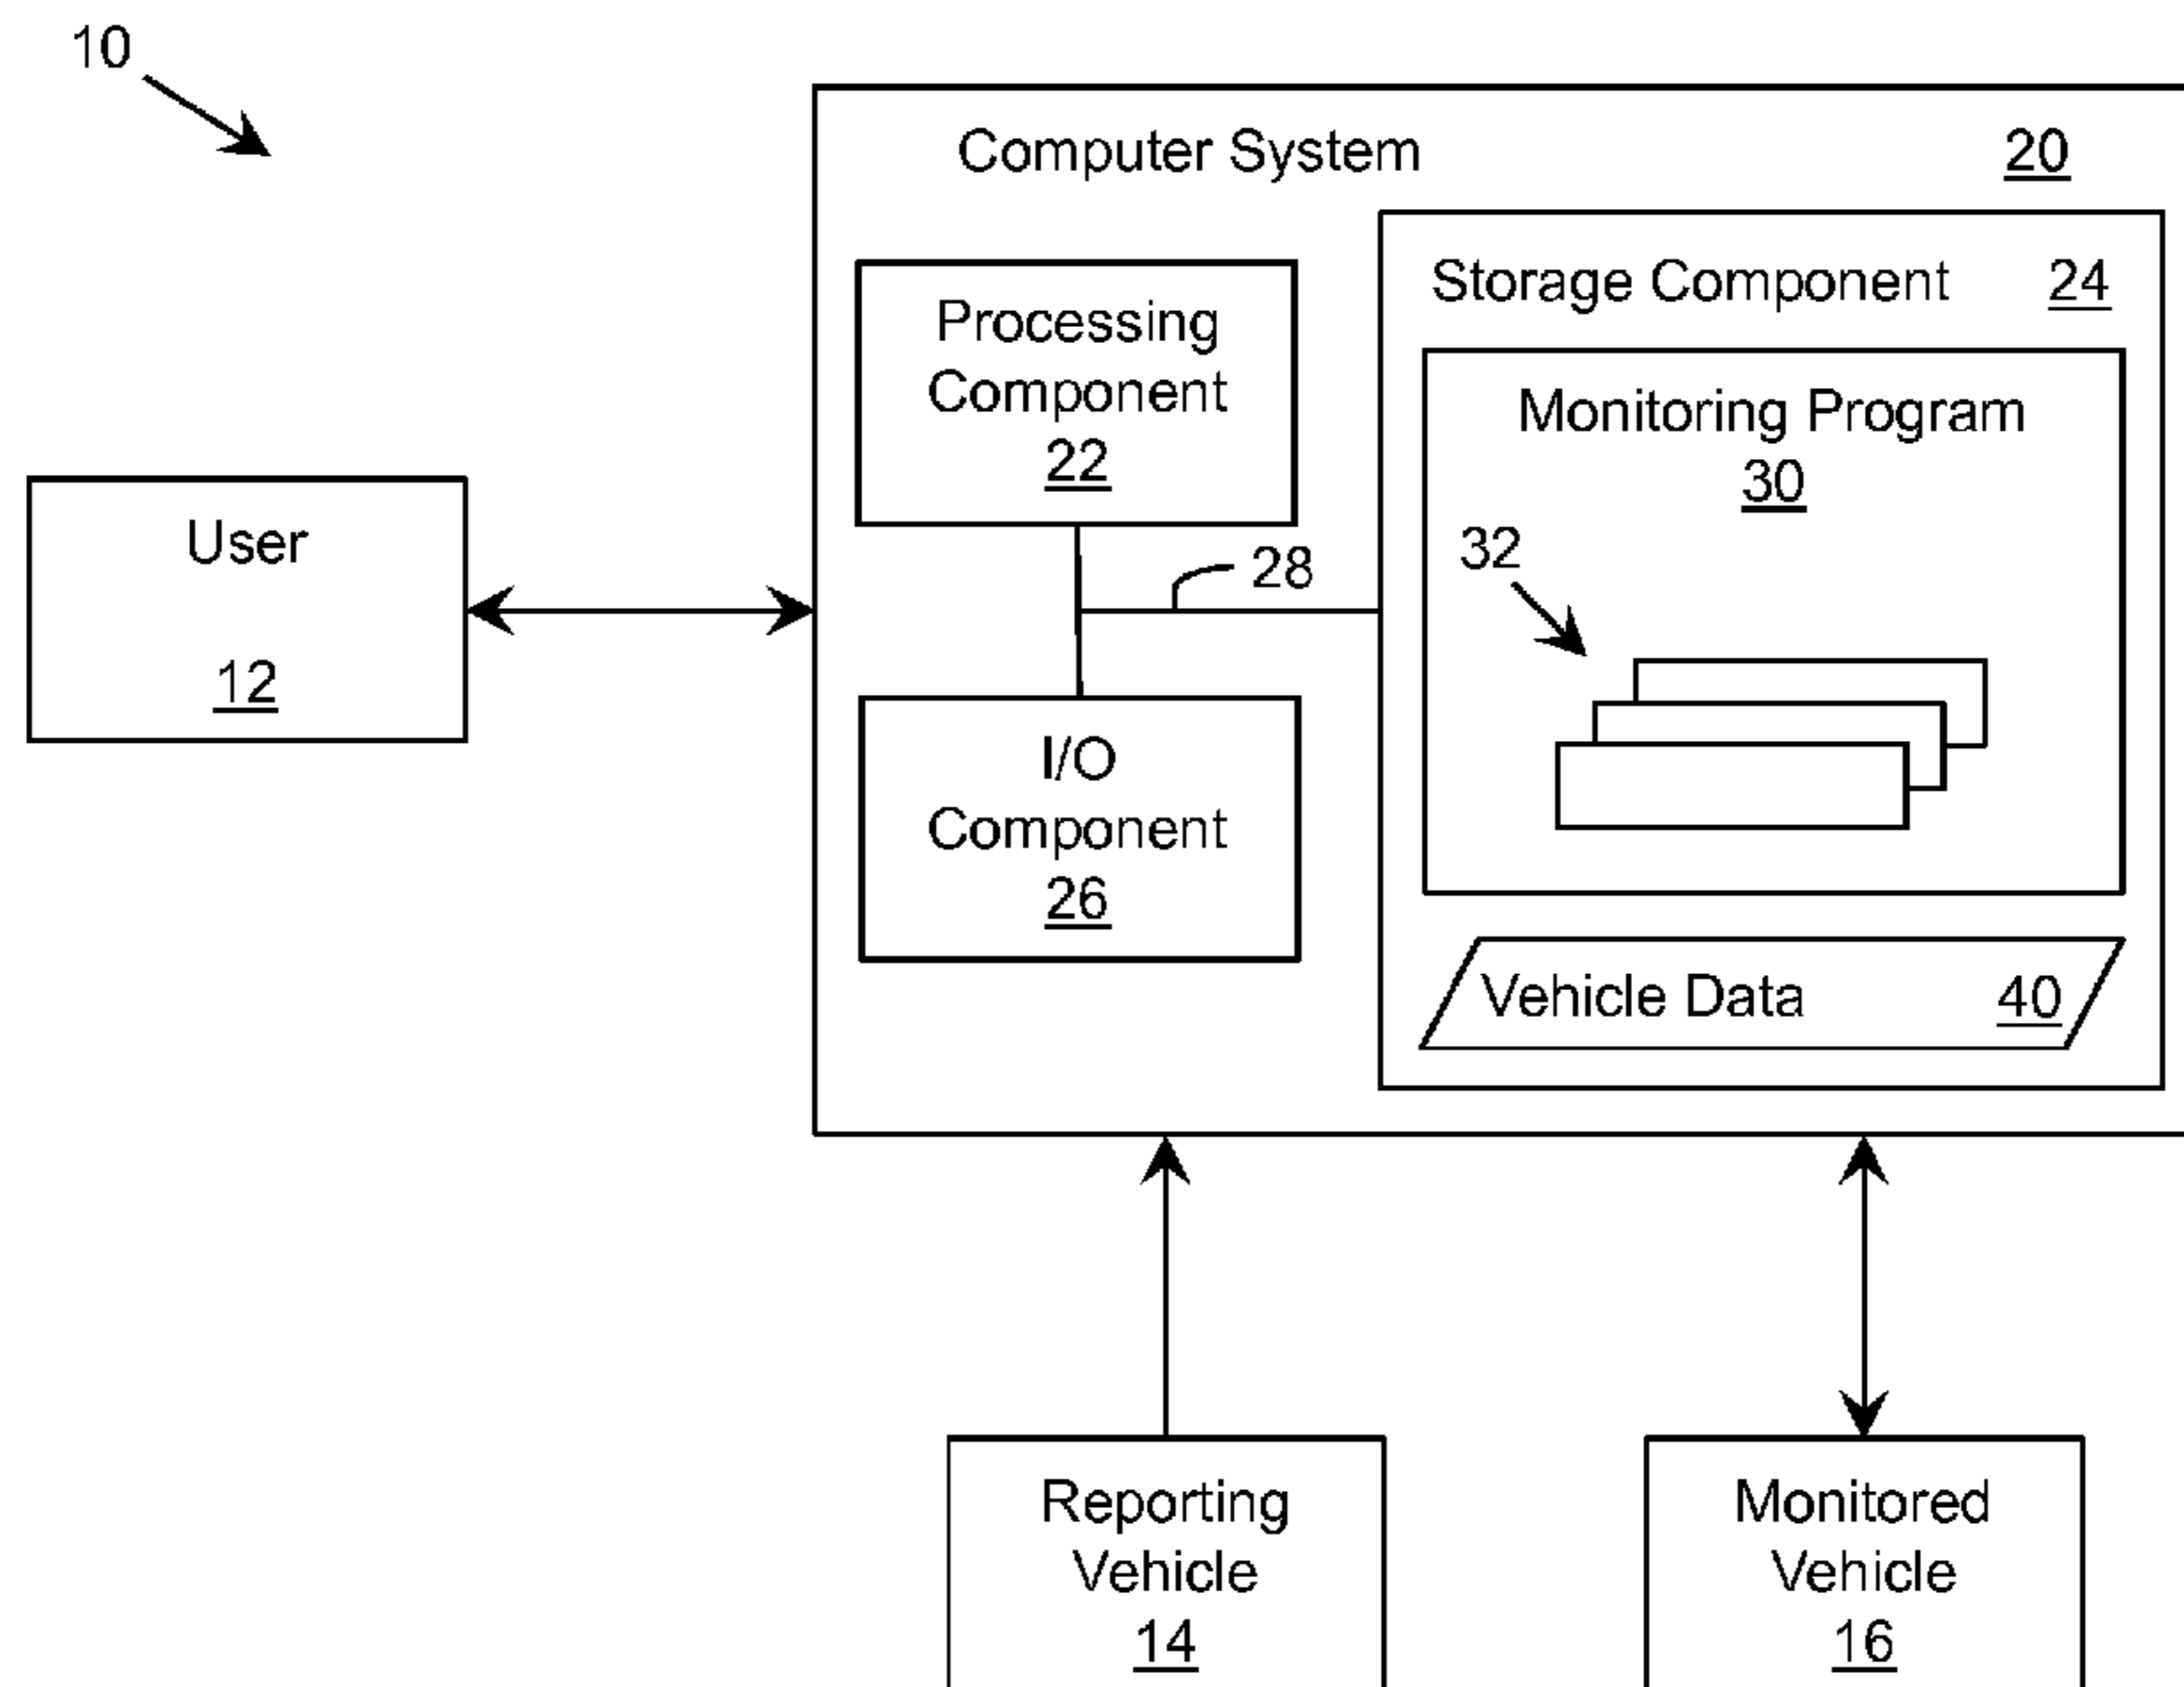 10
Computer System 20
Processing
Component
22
Storage Component 24
Monitoring Program
30
32
28
User
12
I/O
Component
26
Vehicle Data 40
Reporting
Vehicle
14
Monitored
Vehicle
16